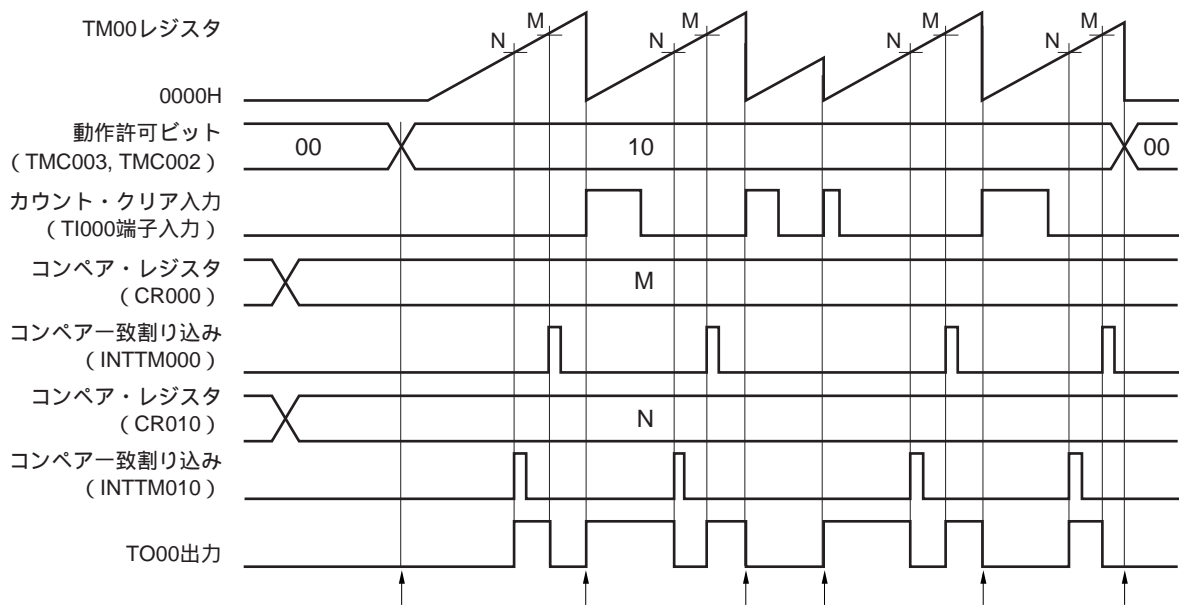 TM00レジスタ
N M N M N M N M
0000H
動作許可ビット
(TMC003, TMC002)
00 10 00
カウント・クリア入力
(TI000端子入力)
コンペア・レジスタ
(CR000)
M
コンペア一致割り込み
(INTTM000)
コンペア・レジスタ
(CR010)
N
コンペア一致割り込み
(INTTM010)
TO00出力